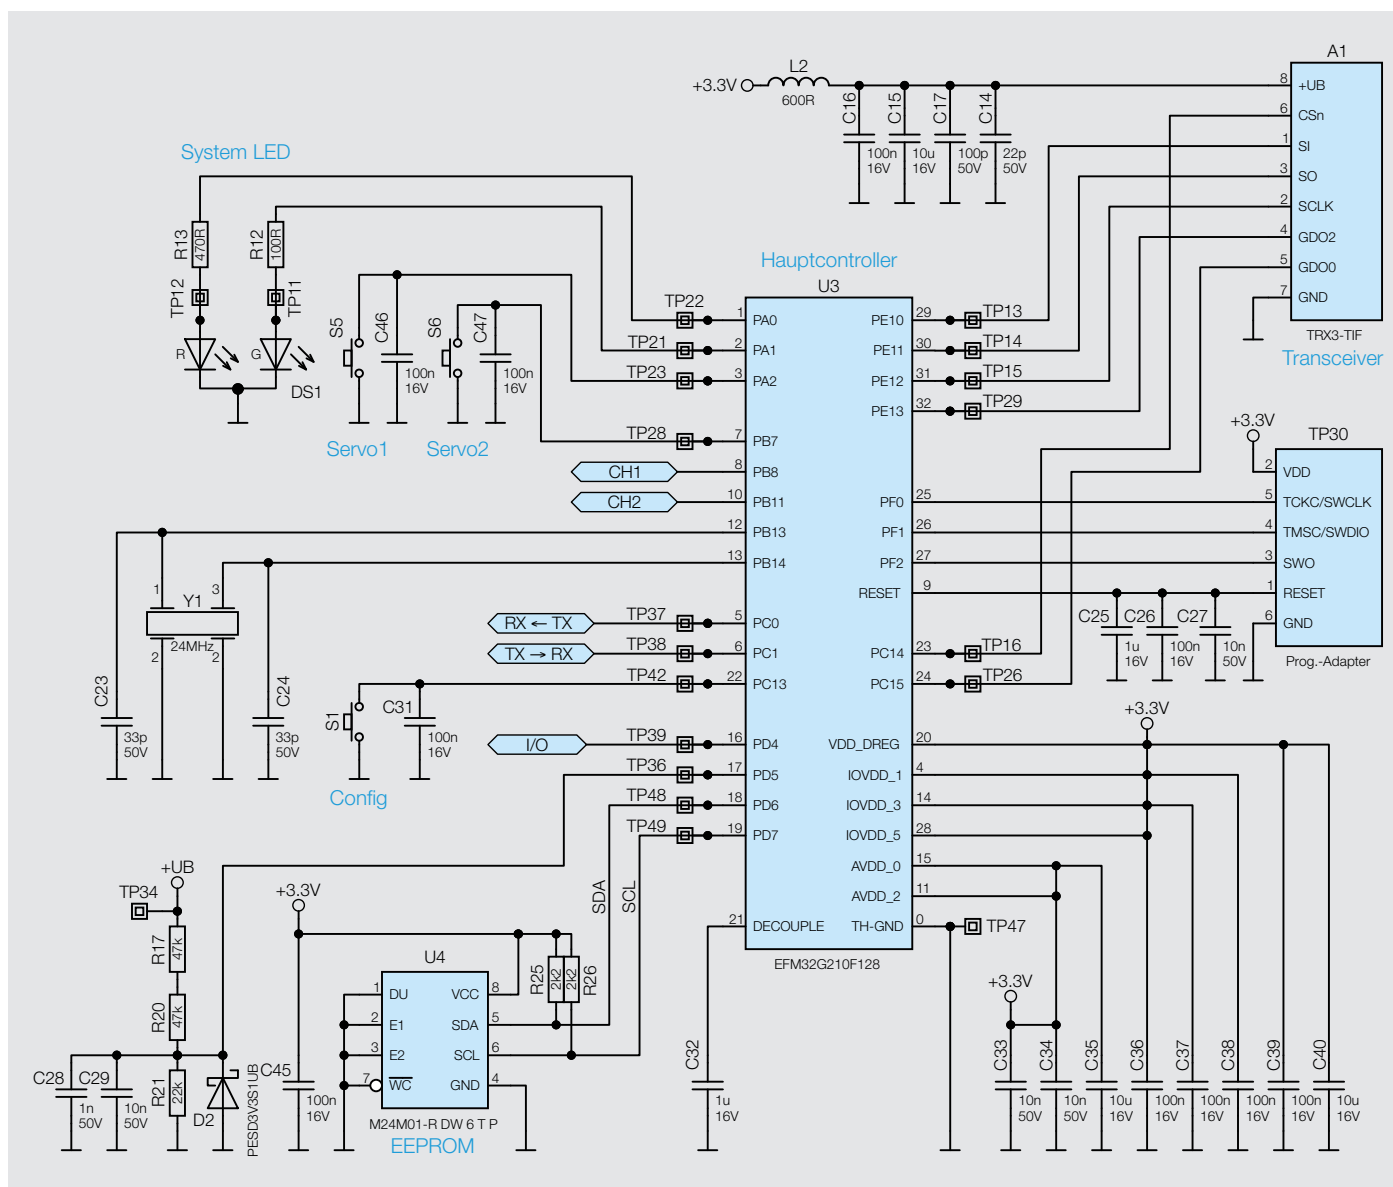 A1
L2
+3.3V
600R
C16
100n
16V
C15
10u
16V
C17
100p
50V
C14
22p
50V
8 +UB
6 CSn
1 SI
3 SO
2 SCLK
4 GDO2
5 GDO0
7 GND
TRX3-TIF
Transceiver
System LED
R13
470R
R12
100R
TP12
TP11
R
G
DS1
S5
C46
100n
16V
S6
C47
100n
16V
Servo1
Servo2
Hauptcontroller
U3
TP22 1 PA0
TP21 2 PA1
TP23 3 PA2
TP28 7 PB7
CH1 8 PB8
CH2 10 PB11
12 PB13
13 PB14
RX ← TX TP37 5 PC0
TX → RX TP38 6 PC1
TP42 22 PC13
I/O TP39 16 PD4
TP36 17 PD5
TP48 18 PD6
TP49 19 PD7
21 DECOUPLE
PE10 29 TP13
PE11 30 TP14
PE12 31 TP15
PE13 32 TP29
PF0 25
PF1 26
PF2 27
RESET 9
PC14 23 TP16
PC15 24 TP26
VDD_DREG 20
IOVDD_1 4
IOVDD_3 14
IOVDD_5 28
AVDD_0 15
AVDD_2 11
TH-GND 0 TP47
EFM32G210F128
+3.3V
TP30
2 VDD
5 TCKC/SWCLK
4 TMSC/SWDIO
3 SWO
1 RESET
6 GND
Prog.-Adapter
C25
1u
16V
C26
100n
16V
C27
10n
50V
1
3
Y1
24MHz
2
2
C23
33p
50V
C24
33p
50V
S1
C31
100n
16V
Config
+UB
TP34
R17
47k
R20
47k
R21
22k
C28
1n
50V
C29
10n
50V
D2
PESD3V3S1UB
+3.3V
C45
100n
16V
U4
1 DU
2 E1
3 E2
7 WC
VCC 8
SDA 5
SCL 6
GND 4
M24M01-R DW 6 T P
EEPROM
R25
2k2
R26
2k2
SDA
SCL
C32
1u
16V
+3.3V
+3.3V
C33
10n
50V
C34
10n
50V
C35
10u
16V
C36
100n
16V
C37
100n
16V
C38
100n
16V
C39
100n
16V
C40
10u
16V